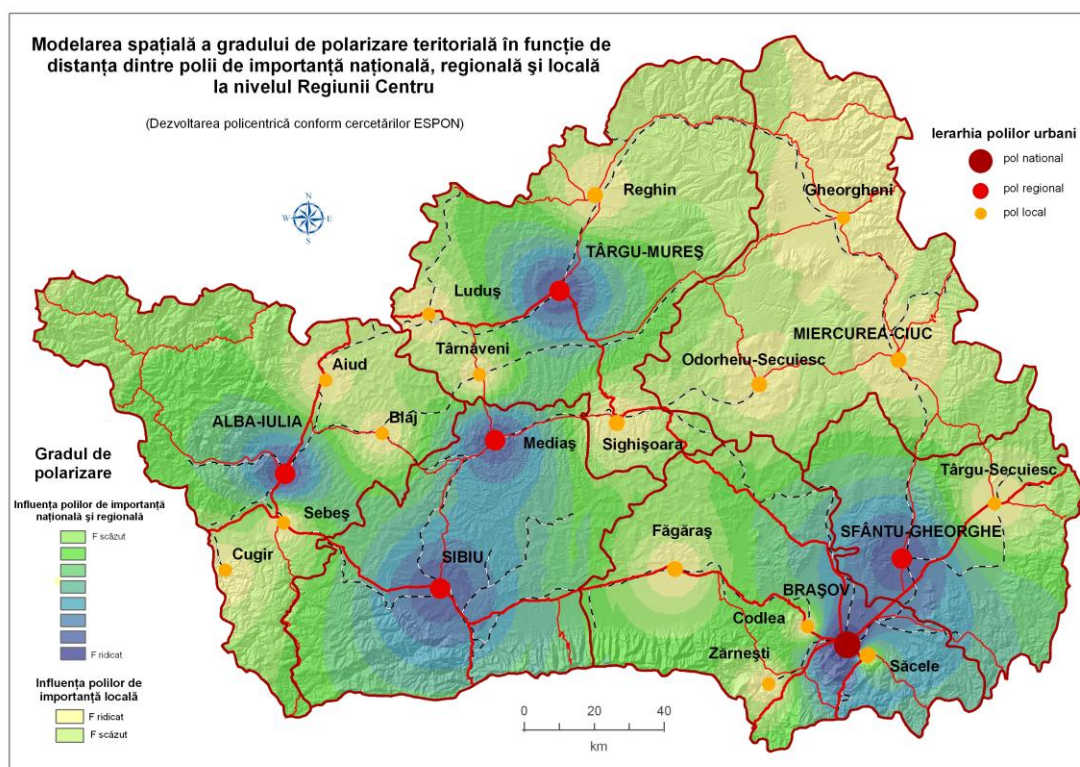 Modelarea spațială a gradului de polarizare teritorială în funcție de
distanța dintre polii de importanță națională, regională şi locală
la nivelul Regiunii Centru
(Dezvoltarea policentrică conform cercetărilor ESPON)
Ierarhia polilor urbani
pol national
pol regional
pol local
N
W
E
S
Reghin
Gheorgheni
TÂRGU-MUREŞ
Luduş
MIERCUREA-CIUC
Târnăveni
Odorheiu-Secuiesc
Aiud
ALBA-IULIA
Blaj
Mediaş
Sighişoara
Târgu-Secuiesc
Sebeş
Făgăraş
SFÂNTU-GHEORGHE
Cugir
SIBIU
BRAŞOV
Codlea
Zărneşti
Săcele
Gradul de
polarizare
Influența polilor de importanță
națională şi regională
F scăzut
F ridicat
Influența polilor de
importanță locală
F ridicat
F scăzut
0 20 40
km